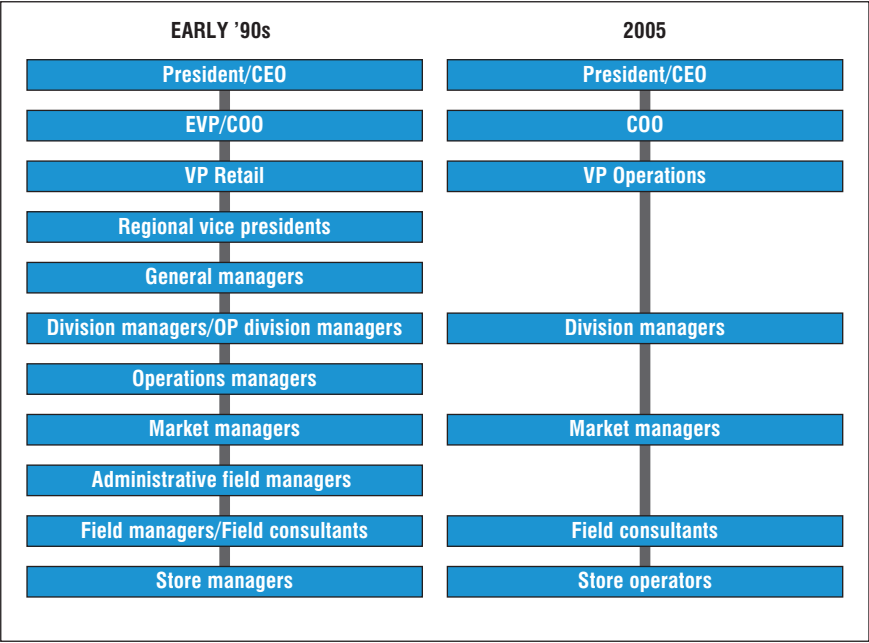 EARLY ’90s
President/CEO
EVP/COO
VP Retail
Regional vice presidents
General managers
Division managers/OP division managers
Operations managers
Market managers
Administrative field managers
Field managers/Field consultants
Store managers
2005
President/CEO
COO
VP Operations
Division managers
Market managers
Field consultants
Store operators